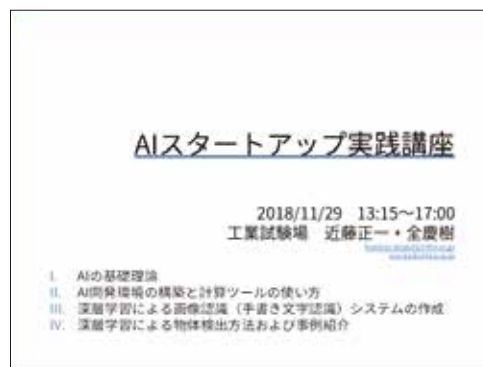 AIスタートアップ実践講座
2018/11/29 13:15～17:00
工業試験場 近藤正一・全慶樹
I. AIの基礎理論
II. AI開発環境の構築と計算ツールの使い方
III. 深層学習による画像認識（手書き文字認識）システムの作成
IV. 深層学習による物体検出方法および事例紹介